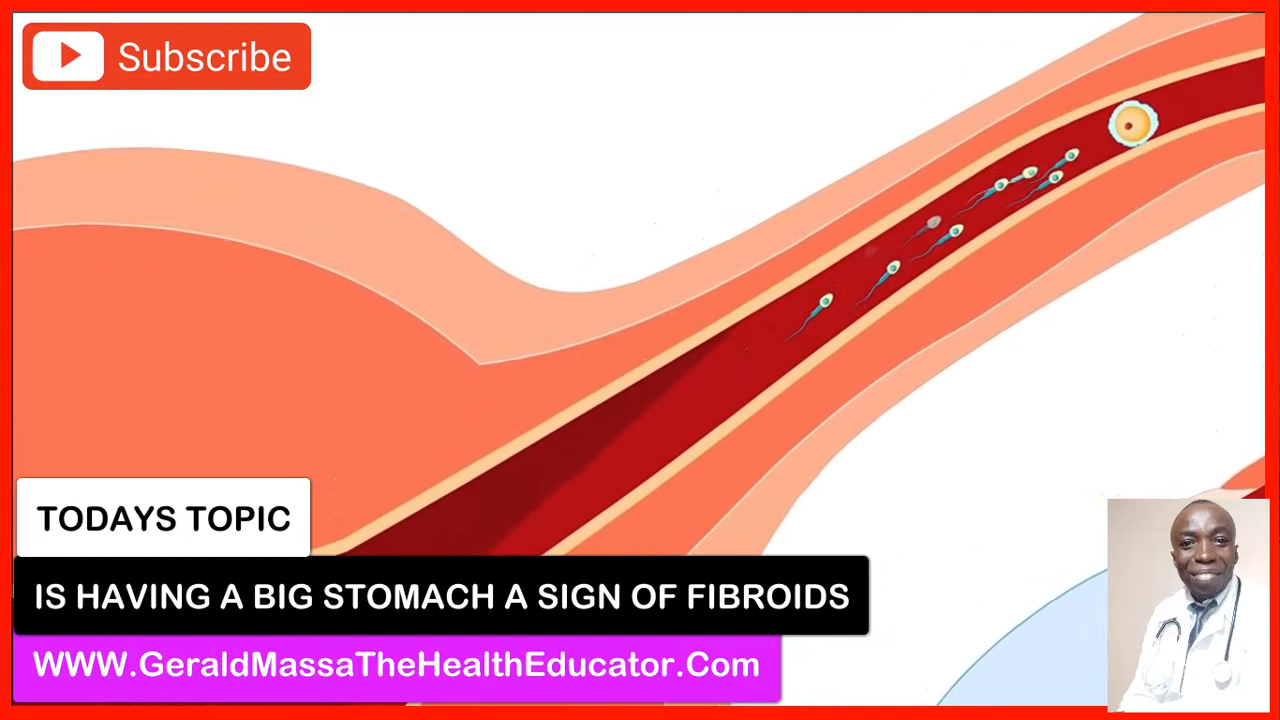 Subscribe
TODAYS TOPIC
IS HAVING A BIG STOMACH A SIGN OF FIBROIDS
WWW.GeraldMassaTheHealthEducator.Com